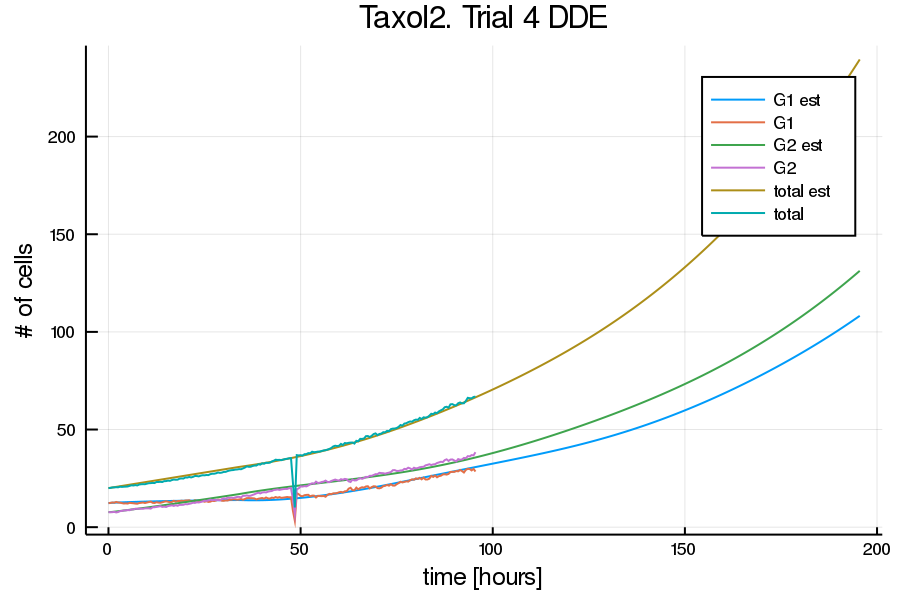 Taxol2. Trial 4 DDE
# of cells
200
150
100
50
0
G1 est
G1
G2 est
G2
total est
total
0 50 100 150 200
time [hours]